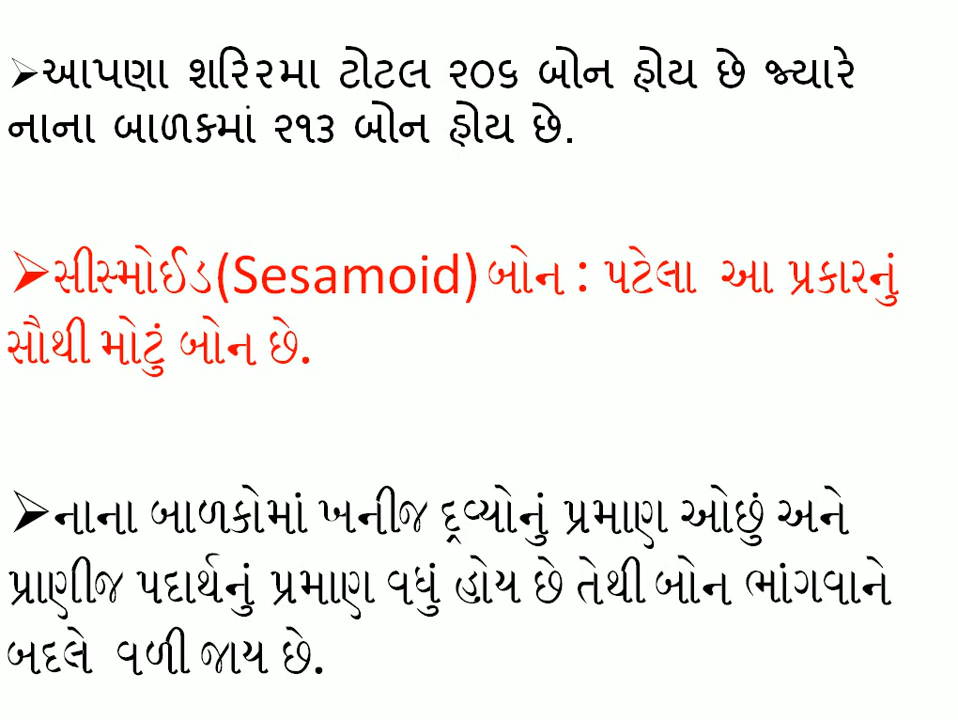 ➢આપણા શરિરમા ટોટલ ૨૦૬ બોન હોય છે જ્યારે
નાના બાળકમાં ૨૧૩ બોન હોય છે.
➢સીસ્મોઈડ(Sesamoid) બોન : પટેલા આ પ્રકારનું
સૌથી મોટું બોન છે.
➢નાના બાળકોમાં ખનીજ દ્રવ્યોનું પ્રમાણ ઓછું અને
પ્રાણીજ પદાર્થનું પ્રમાણ વધું હોય છે તેથી બોન ભાંગવાને
બદલે વળી જાય છે.